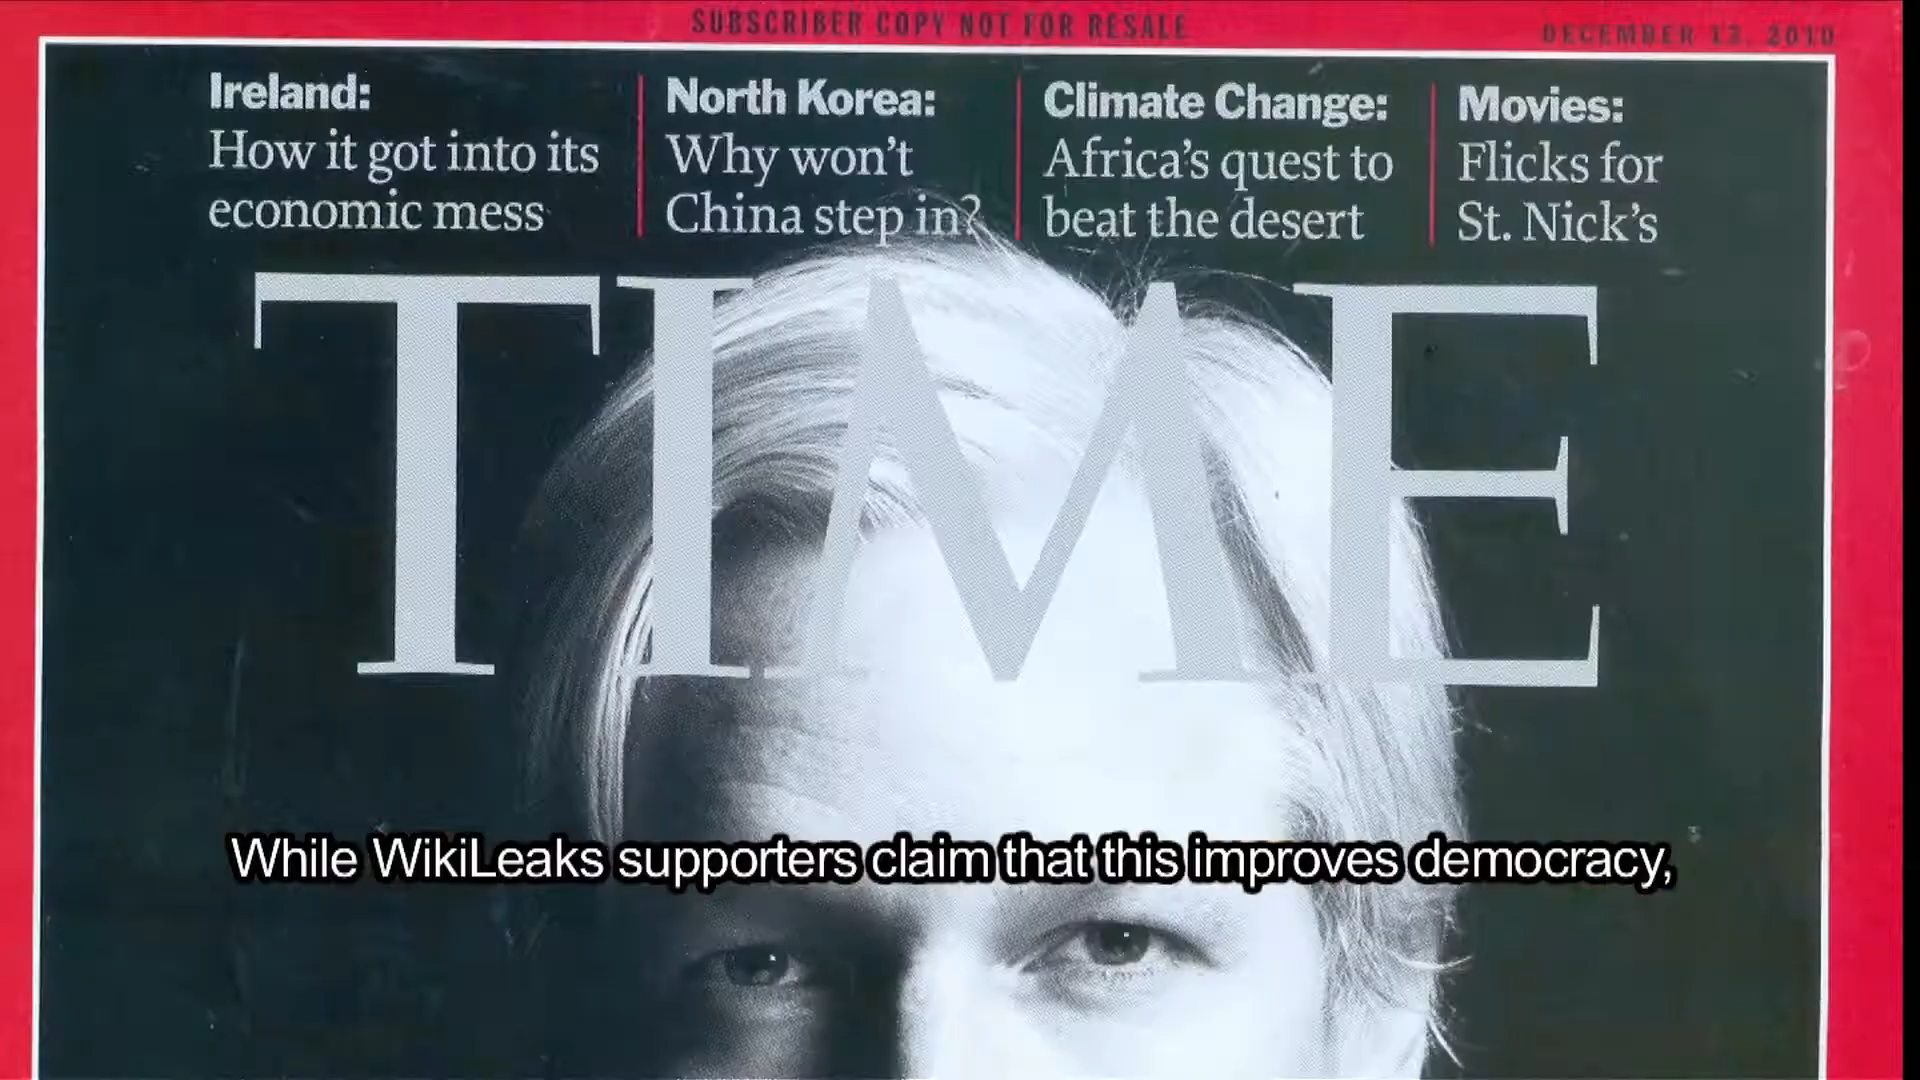 SUBSCRIBER COPY NOT FOR RESALE
DECEMBER 13, 2010
Ireland:
How it got into its
economic mess
North Korea:
Why won't
China step in?
Climate Change:
Africa's quest to
beat the desert
Movies:
Flicks for
St. Nick's
TIME
While WikiLeaks supporters claim that this improves democracy,